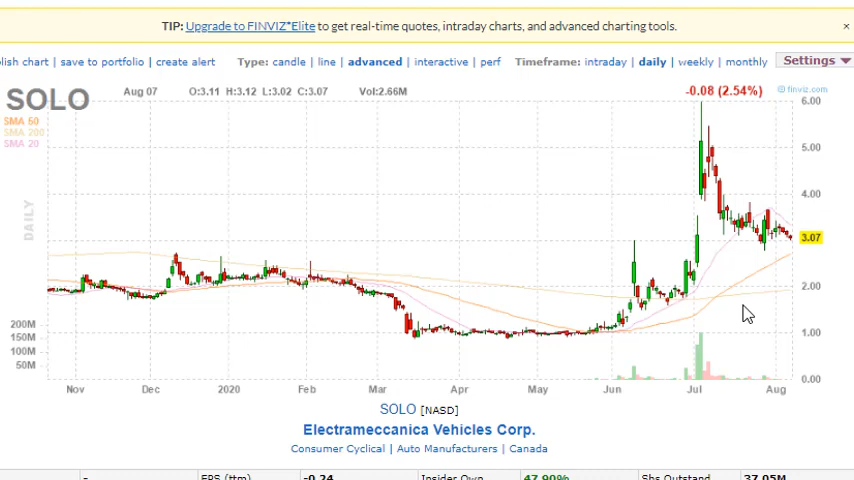 TIP: Upgrade to FINVIZ*Elite to get real-time quotes, intraday charts, and advanced charting tools. ×
lish chart | save to portfolio | create alert Type: candle | line | advanced | interactive | perf Timeframe: intraday | daily | weekly | monthly Settings
SOLO Aug 07 O:3.11 H:3.12 L:3.02 C:3.07 Vol:2.66M -0.08 (2.54%) © finviz.com
6.00
SMA 50
SMA 200
SMA 20
5.00
4.00
DAILY
3.07
2.00
200M
1.00
150M
100M
50M
0.00
Nov Dec 2020 Feb Mar Apr May Jun Jul Aug
SOLO [NASD]
Electrameccanica Vehicles Corp.
Consumer Cyclical | Auto Manufacturers | Canada
- EPS (ttm) -0.24 Insider Own 47.90% Shs Outstand 37.05M